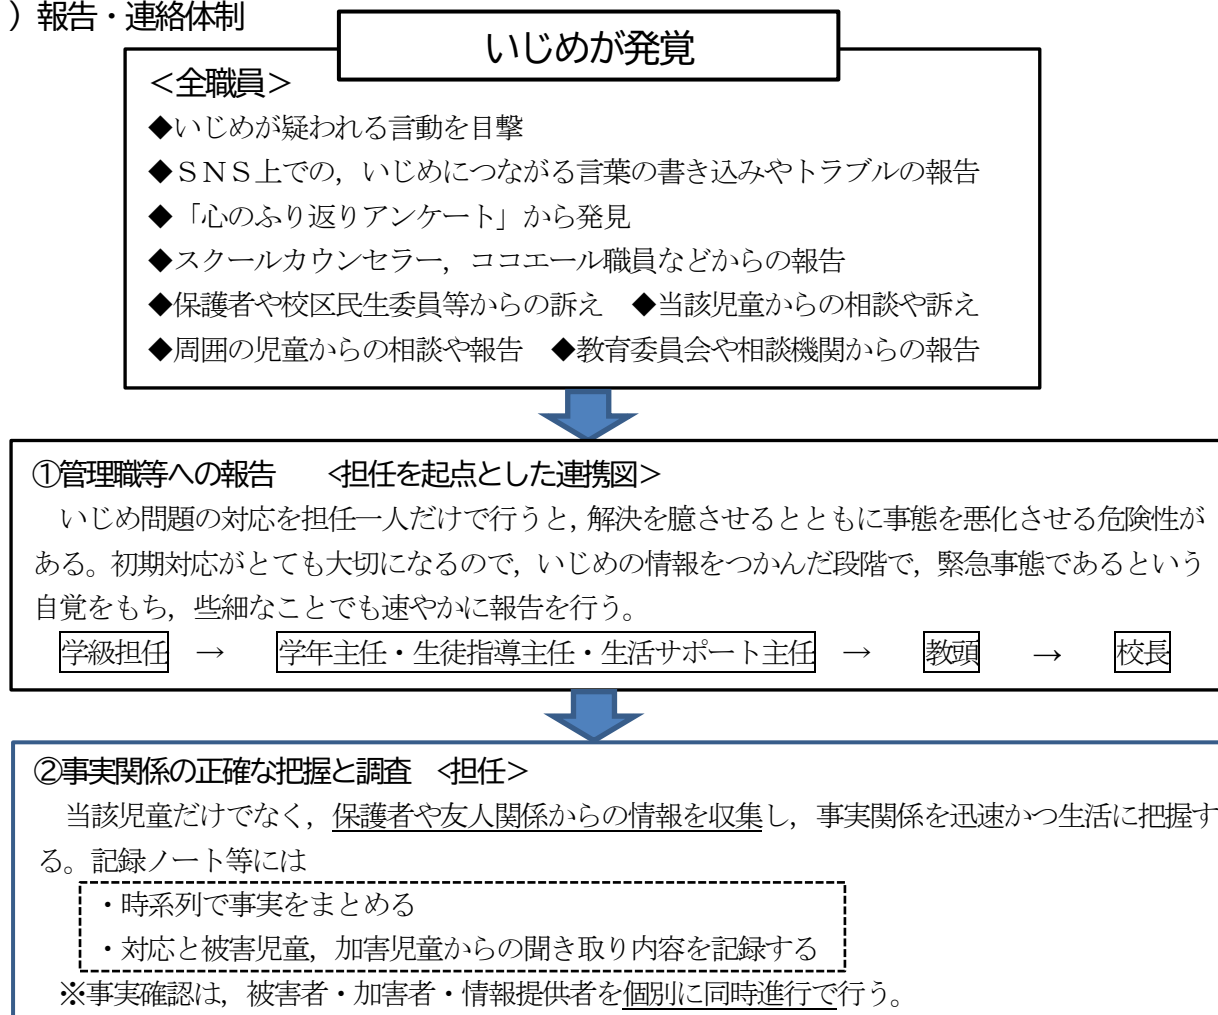 ）報告・連絡体制
いじめが発覚
＜全職員＞
◆いじめが疑われる言動を目撃
◆ＳＮＳ上での，いじめにつながる言葉の書き込みやトラブルの報告
◆「心のふり返りアンケート」から発見
◆スクールカウンセラー，ココエール職員などからの報告
◆保護者や校区民生委員等からの訴え　◆当該児童からの相談や訴え
◆周囲の児童からの相談や報告　◆教育委員会や相談機関からの報告
①管理職等への報告　　＜担任を起点とした連携図＞
いじめ問題の対応を担任一人だけで行うと，解決を臆させるとともに事態を悪化させる危険性が
ある。初期対応がとても大切になるので，いじめの情報をつかんだ段階で，緊急事態であるという
自覚をもち，些細なことでも速やかに報告を行う。
学級担任　→　学年主任・生徒指導主任・生活サポート主任　→　教頭　→　校長
②事実関係の正確な把握と調査　＜担任＞
当該児童だけでなく，保護者や友人関係からの情報を収集し，事実関係を迅速かつ生活に把握す
る。記録ノート等には
・時系列で事実をまとめる
・対応と被害児童，加害児童からの聞き取り内容を記録する
※事実確認は，被害者・加害者・情報提供者を個別に同時進行で行う。